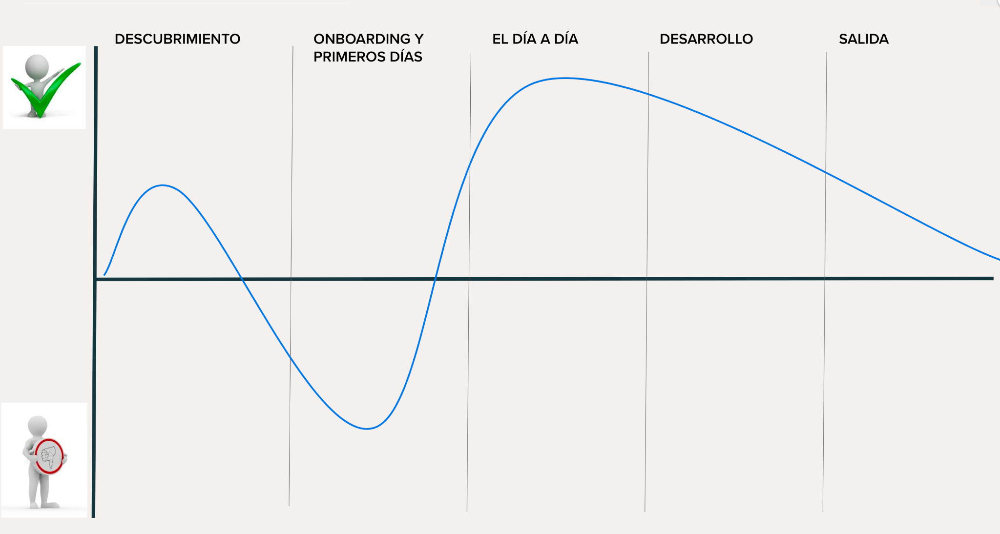 DESCUBRIMIENTO
ONBOARDING Y
PRIMEROS DÍAS
EL DÍA A DÍA
DESARROLLO
SALIDA